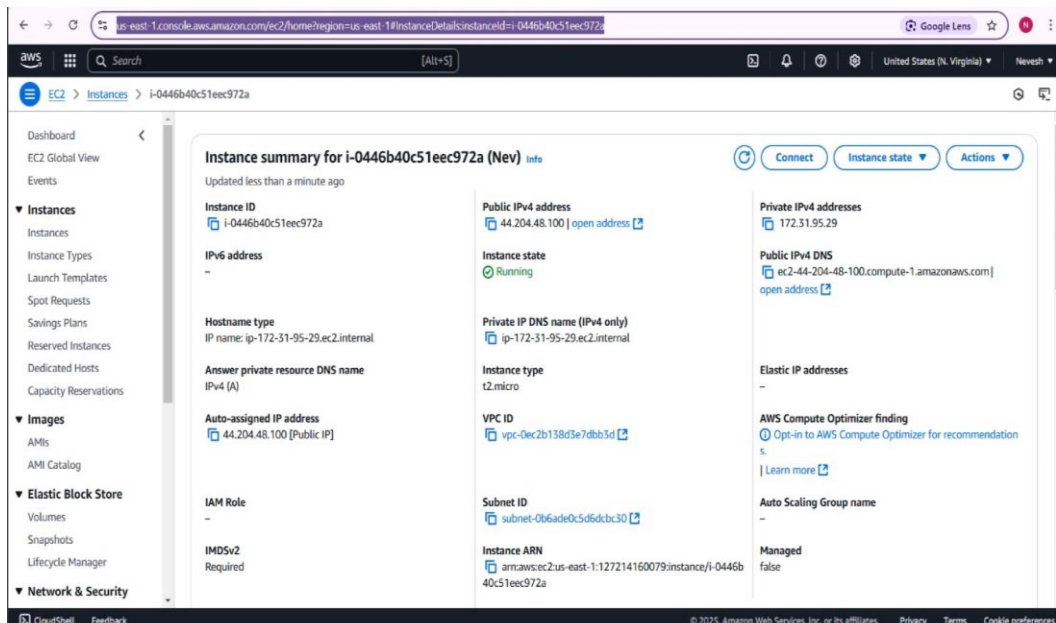 us-east-1.console.aws.amazon.com/ec2/home?region=us-east-1#InstanceDetails:instanceId=i-0446b40c51eec972a
Google Lens
N
aws
Search
[Alt+S]
United States (N. Virginia)
Nevesh
EC2 > Instances > i-0446b40c51eec972a
Dashboard
EC2 Global View
Events
Instances
Instances
Instance Types
Launch Templates
Spot Requests
Savings Plans
Reserved Instances
Dedicated Hosts
Capacity Reservations
Images
AMIs
AMI Catalog
Elastic Block Store
Volumes
Snapshots
Lifecycle Manager
Network & Security
Instance summary for i-0446b40c51eec972a (Nev) Info
Connect
Instance state
Actions
Updated less than a minute ago
Instance ID
i-0446b40c51eec972a
Public IPv4 address
44.204.48.100 | open address
Private IPv4 addresses
172.31.95.29
IPv6 address
–
Instance state
Running
Public IPv4 DNS
ec2-44-204-48-100.compute-1.amazonaws.com |
open address
Hostname type
IP name: ip-172-31-95-29.ec2.internal
Private IP DNS name (IPv4 only)
ip-172-31-95-29.ec2.internal
Answer private resource DNS name
IPv4 (A)
Instance type
t2.micro
Elastic IP addresses
–
Auto-assigned IP address
44.204.48.100 [Public IP]
VPC ID
vpc-0ec2b138d3e7dbb3d
AWS Compute Optimizer finding
Opt-in to AWS Compute Optimizer for recommendation
s.
| Learn more
IAM Role
–
Subnet ID
subnet-0b6ade0c5d6dcbc30
Auto Scaling Group name
–
IMDSv2
Required
Instance ARN
arn:aws:ec2:us-east-1:127214160079:instance/i-0446b
40c51eec972a
Managed
false
CloudShell
Feedback
© 2025, Amazon Web Services, Inc. or its affiliates.
Privacy
Terms
Cookie preferences